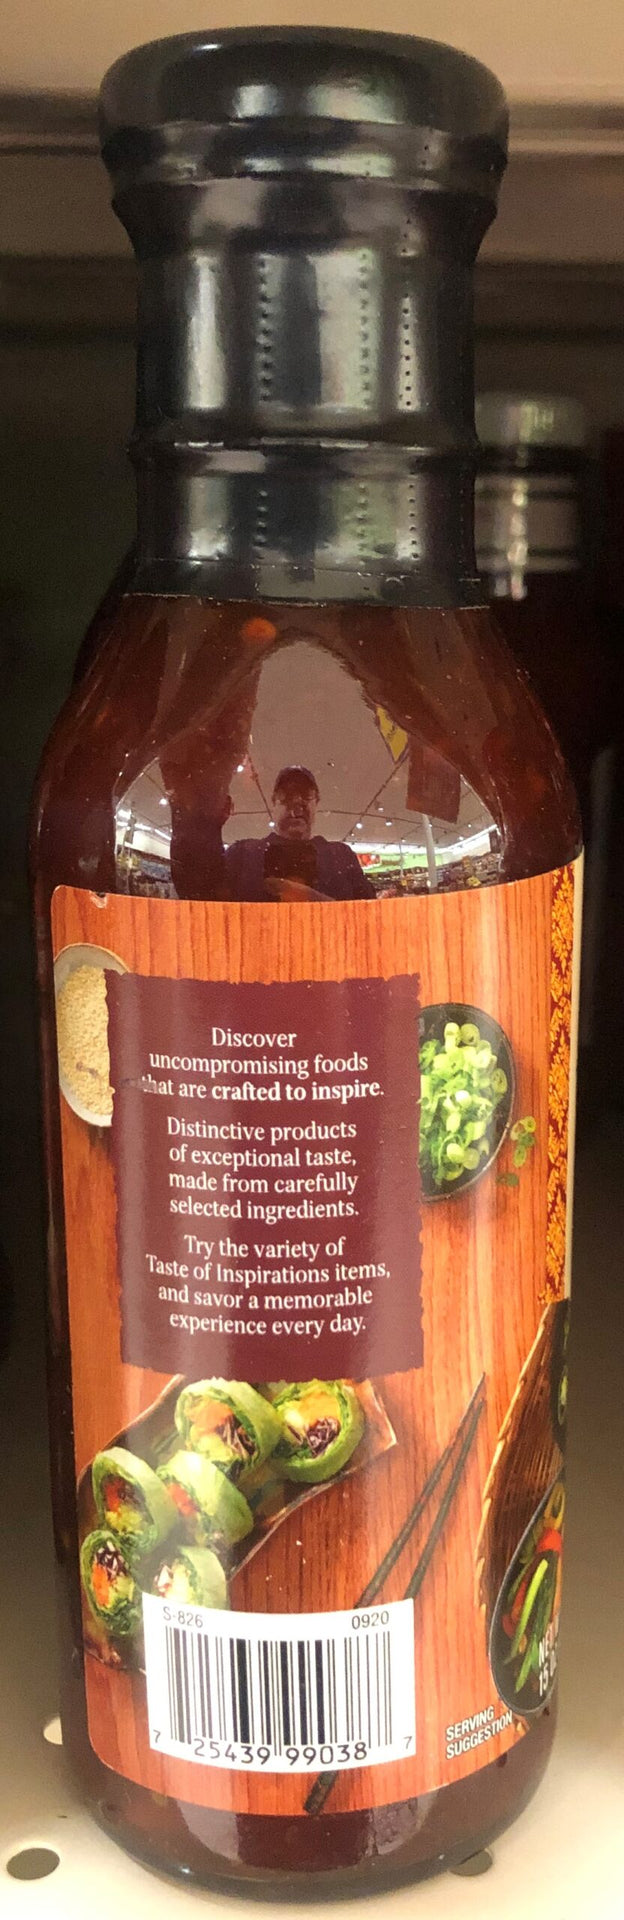 Discover
uncompromising foods
that are crafted to inspire.
Distinctive products
of exceptional taste,
made from carefully
selected ingredients.
Try the variety of
Taste of Inspirations items,
and savor a memorable
experience every day.
S-826 0920
7 25439 99038 7
SERVING
SUGGESTION
15